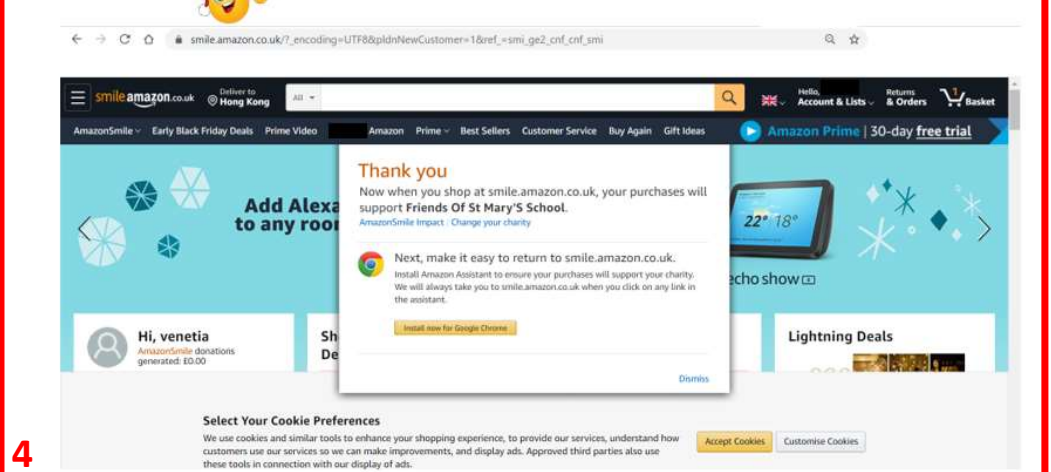 smile.amazon.co.uk/?_encoding=UTF8&pldnNewCustomer=1&ref_=smi_ge2_cnf_cnf_smi
smile.amazon.co.uk Deliver to Hong Kong All Hello, Account & Lists Returns & Orders 1 Basket
AmazonSmile Early Black Friday Deals Prime Video Amazon Prime Best Sellers Customer Service Buy Again Gift Ideas Amazon Prime | 30-day free trial
Thank you
Now when you shop at smile.amazon.co.uk, your purchases will
support Friends Of St Mary'S School.
AmazonSmile Impact | Change your charity
Add Alexa
to any roo
22° 18°
Next, make it easy to return to smile.amazon.co.uk.
Install Amazon Assistant to ensure your purchases will support your charity.
We will always take you to smile.amazon.co.uk when you click on any link in
the assistant.
Install now for Google Chrome
echo show
Dismiss
Hi, venetia
AmazonSmile donations
generated: £0.00
Sh
De
Lightning Deals
Select Your Cookie Preferences
We use cookies and similar tools to enhance your shopping experience, to provide our services, understand how
customers use our services so we can make improvements, and display ads. Approved third parties also use
these tools in connection with our display of ads.
Accept Cookies Customise Cookies
4